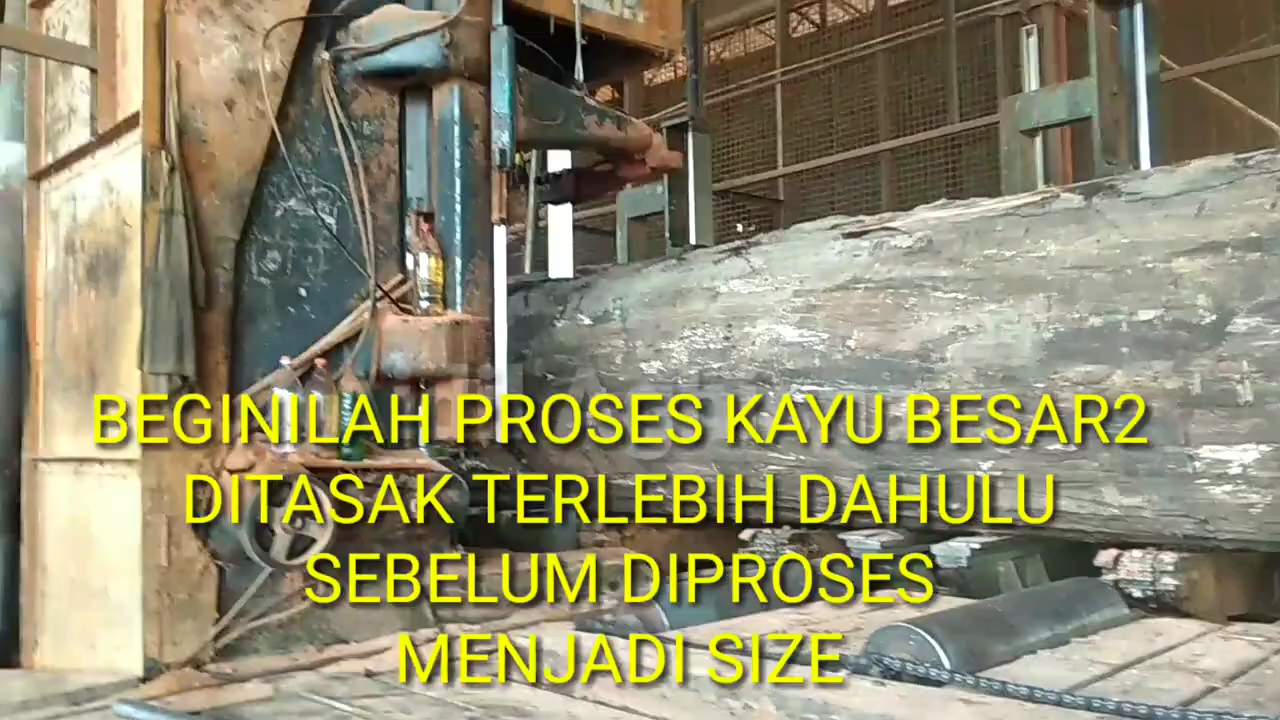 BEGINILAH PROSES KAYU BESAR2
DITASAK TERLEBIH DAHULU
SEBELUM DIPROSES
MENJADI SIZE